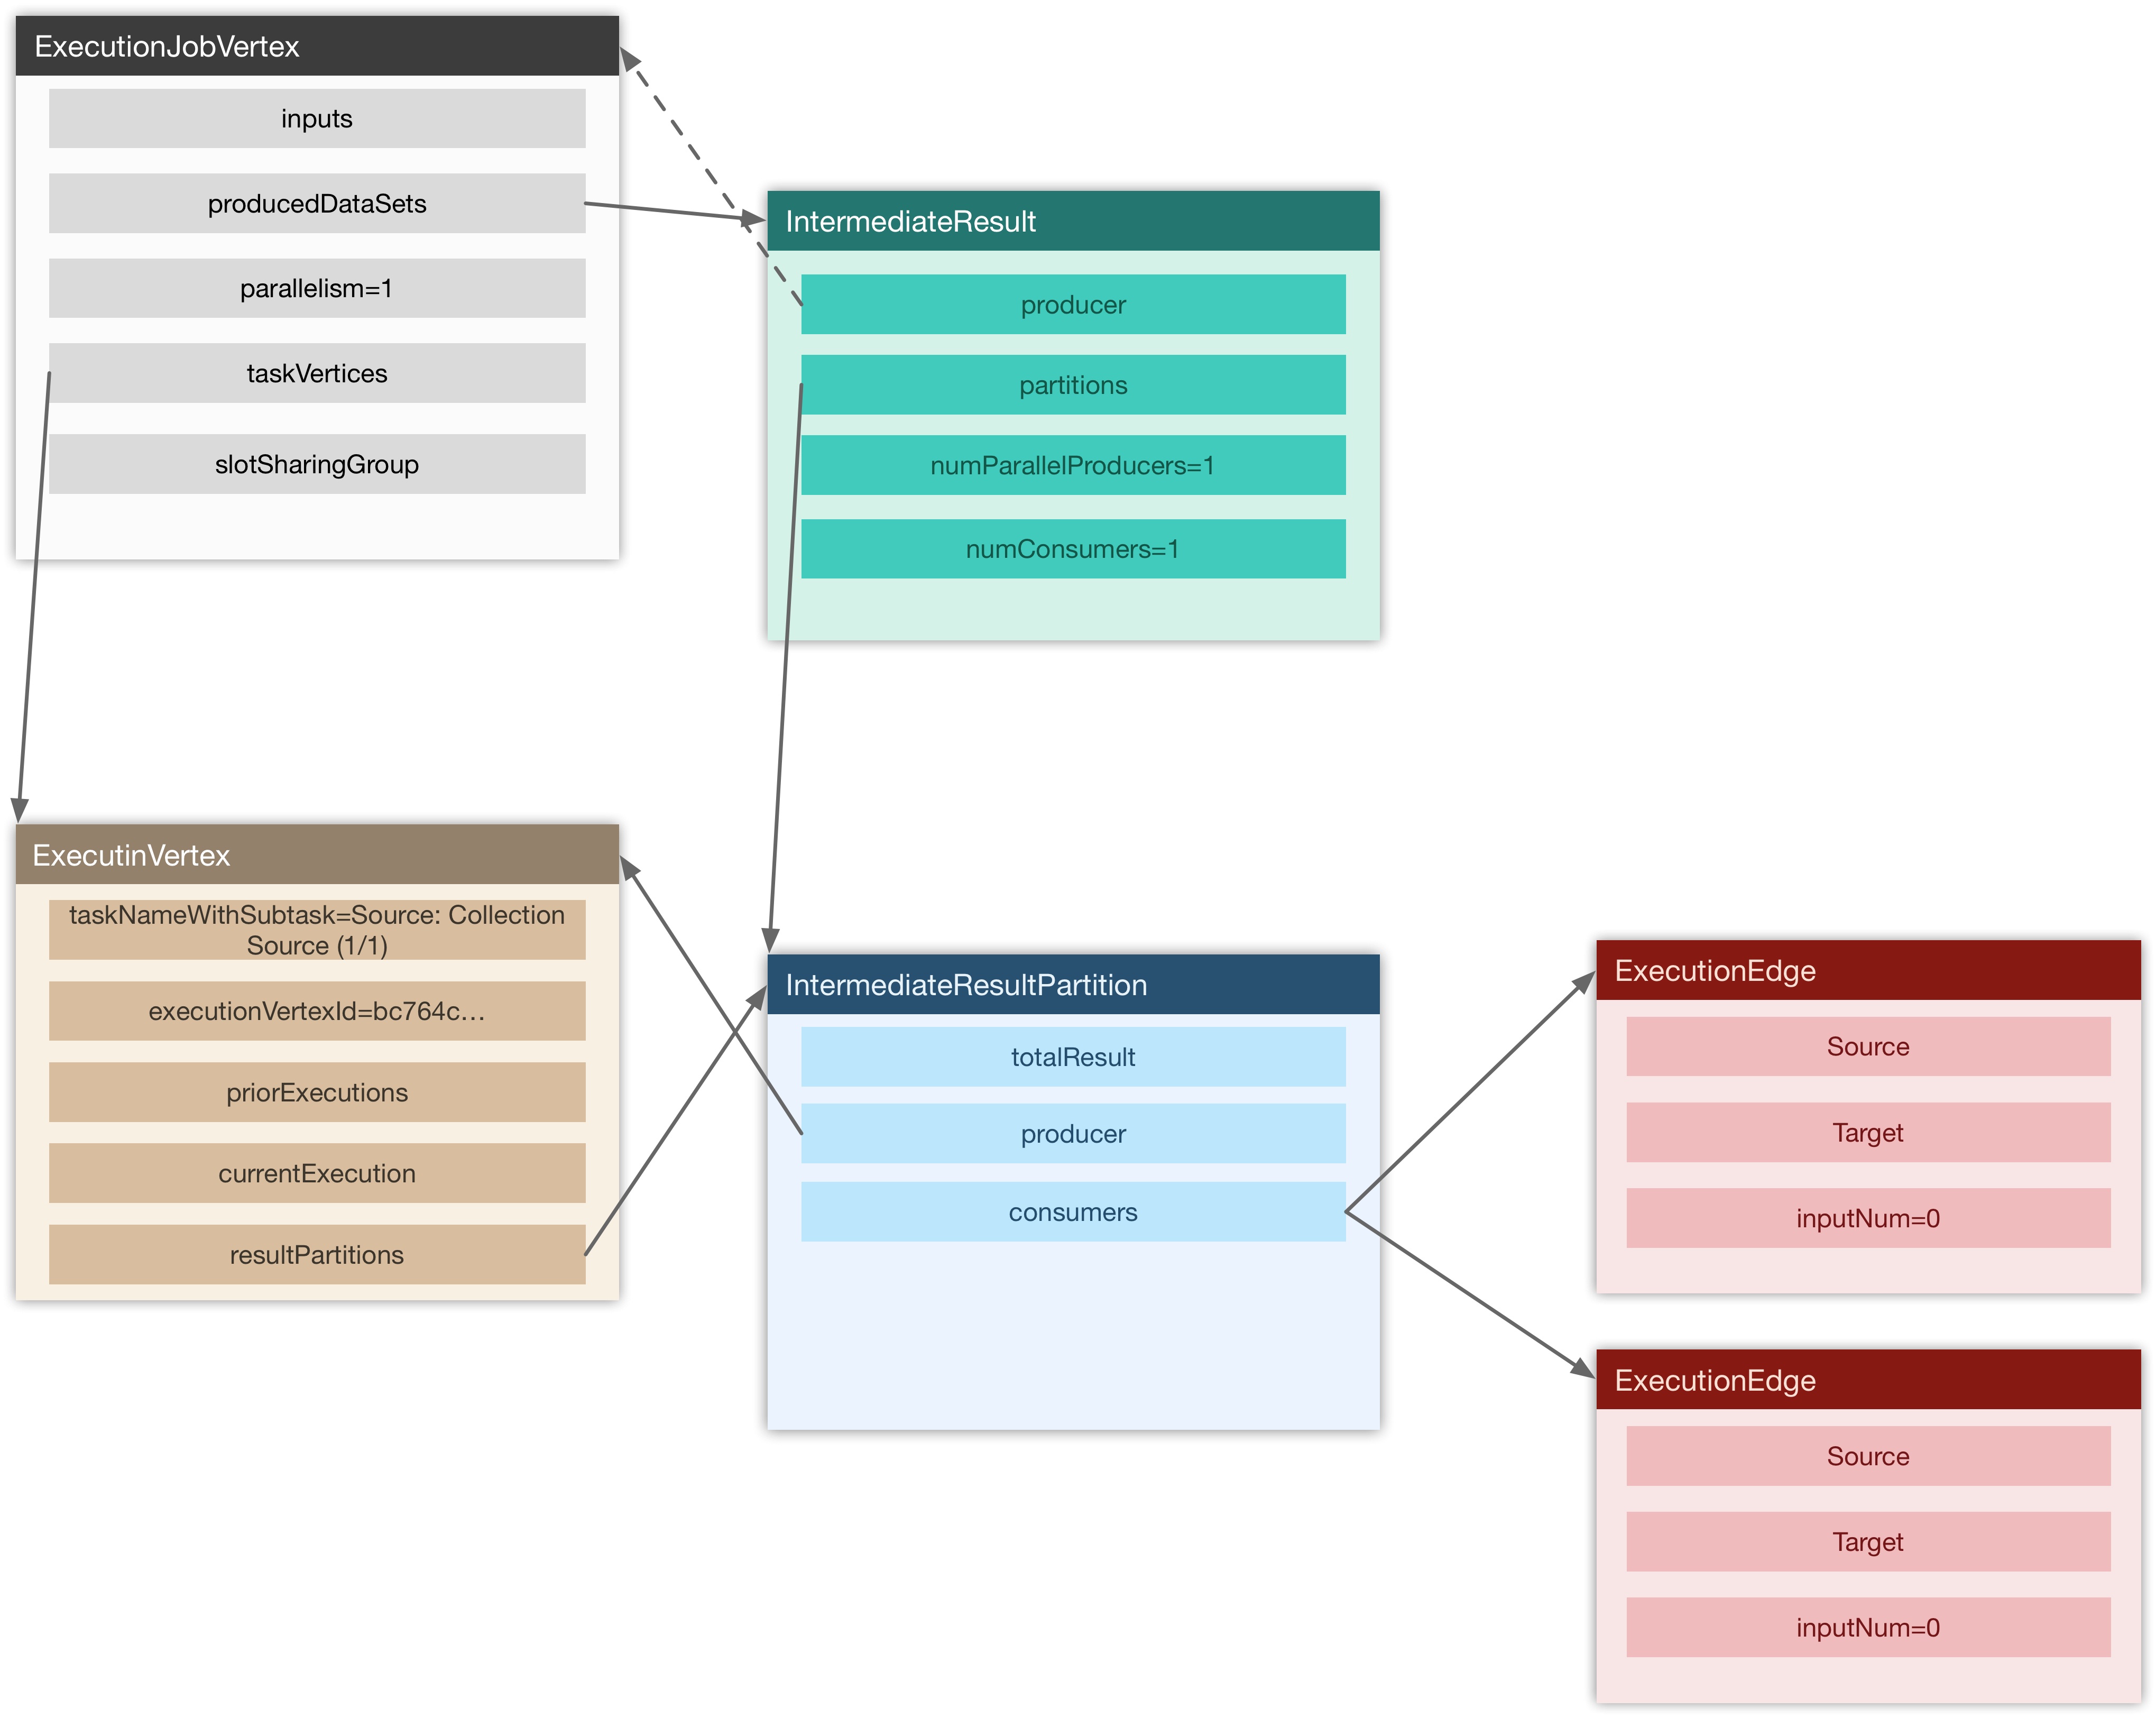 ExecutionJobVertex
inputs
producedDataSets
parallelism=1
taskVertices
slotSharingGroup
IntermediateResult
producer
partitions
numParallelProducers=1
numConsumers=1
ExecutinVertex
taskNameWithSubtask=Source: Collection
Source (1/1)
executionVertexId=bc764c...
priorExecutions
currentExecution
resultPartitions
IntermediateResultPartition
totalResult
producer
consumers
ExecutionEdge
Source
Target
inputNum=0
ExecutionEdge
Source
Target
inputNum=0